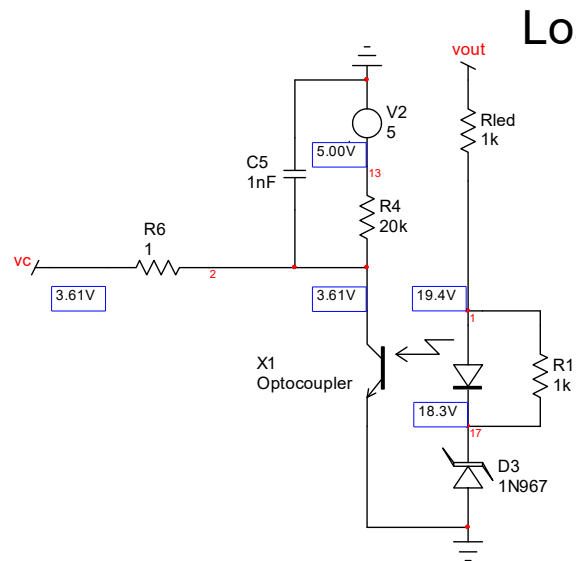 Lo
vout
V2
5
Rled
1k
5.00V
13
C5
1nF
R4
20k
R6
1
vc
2
3.61V
3.61V
19.4V
1
X1
Optocoupler
R1
1k
18.3V
17
D3
1N967